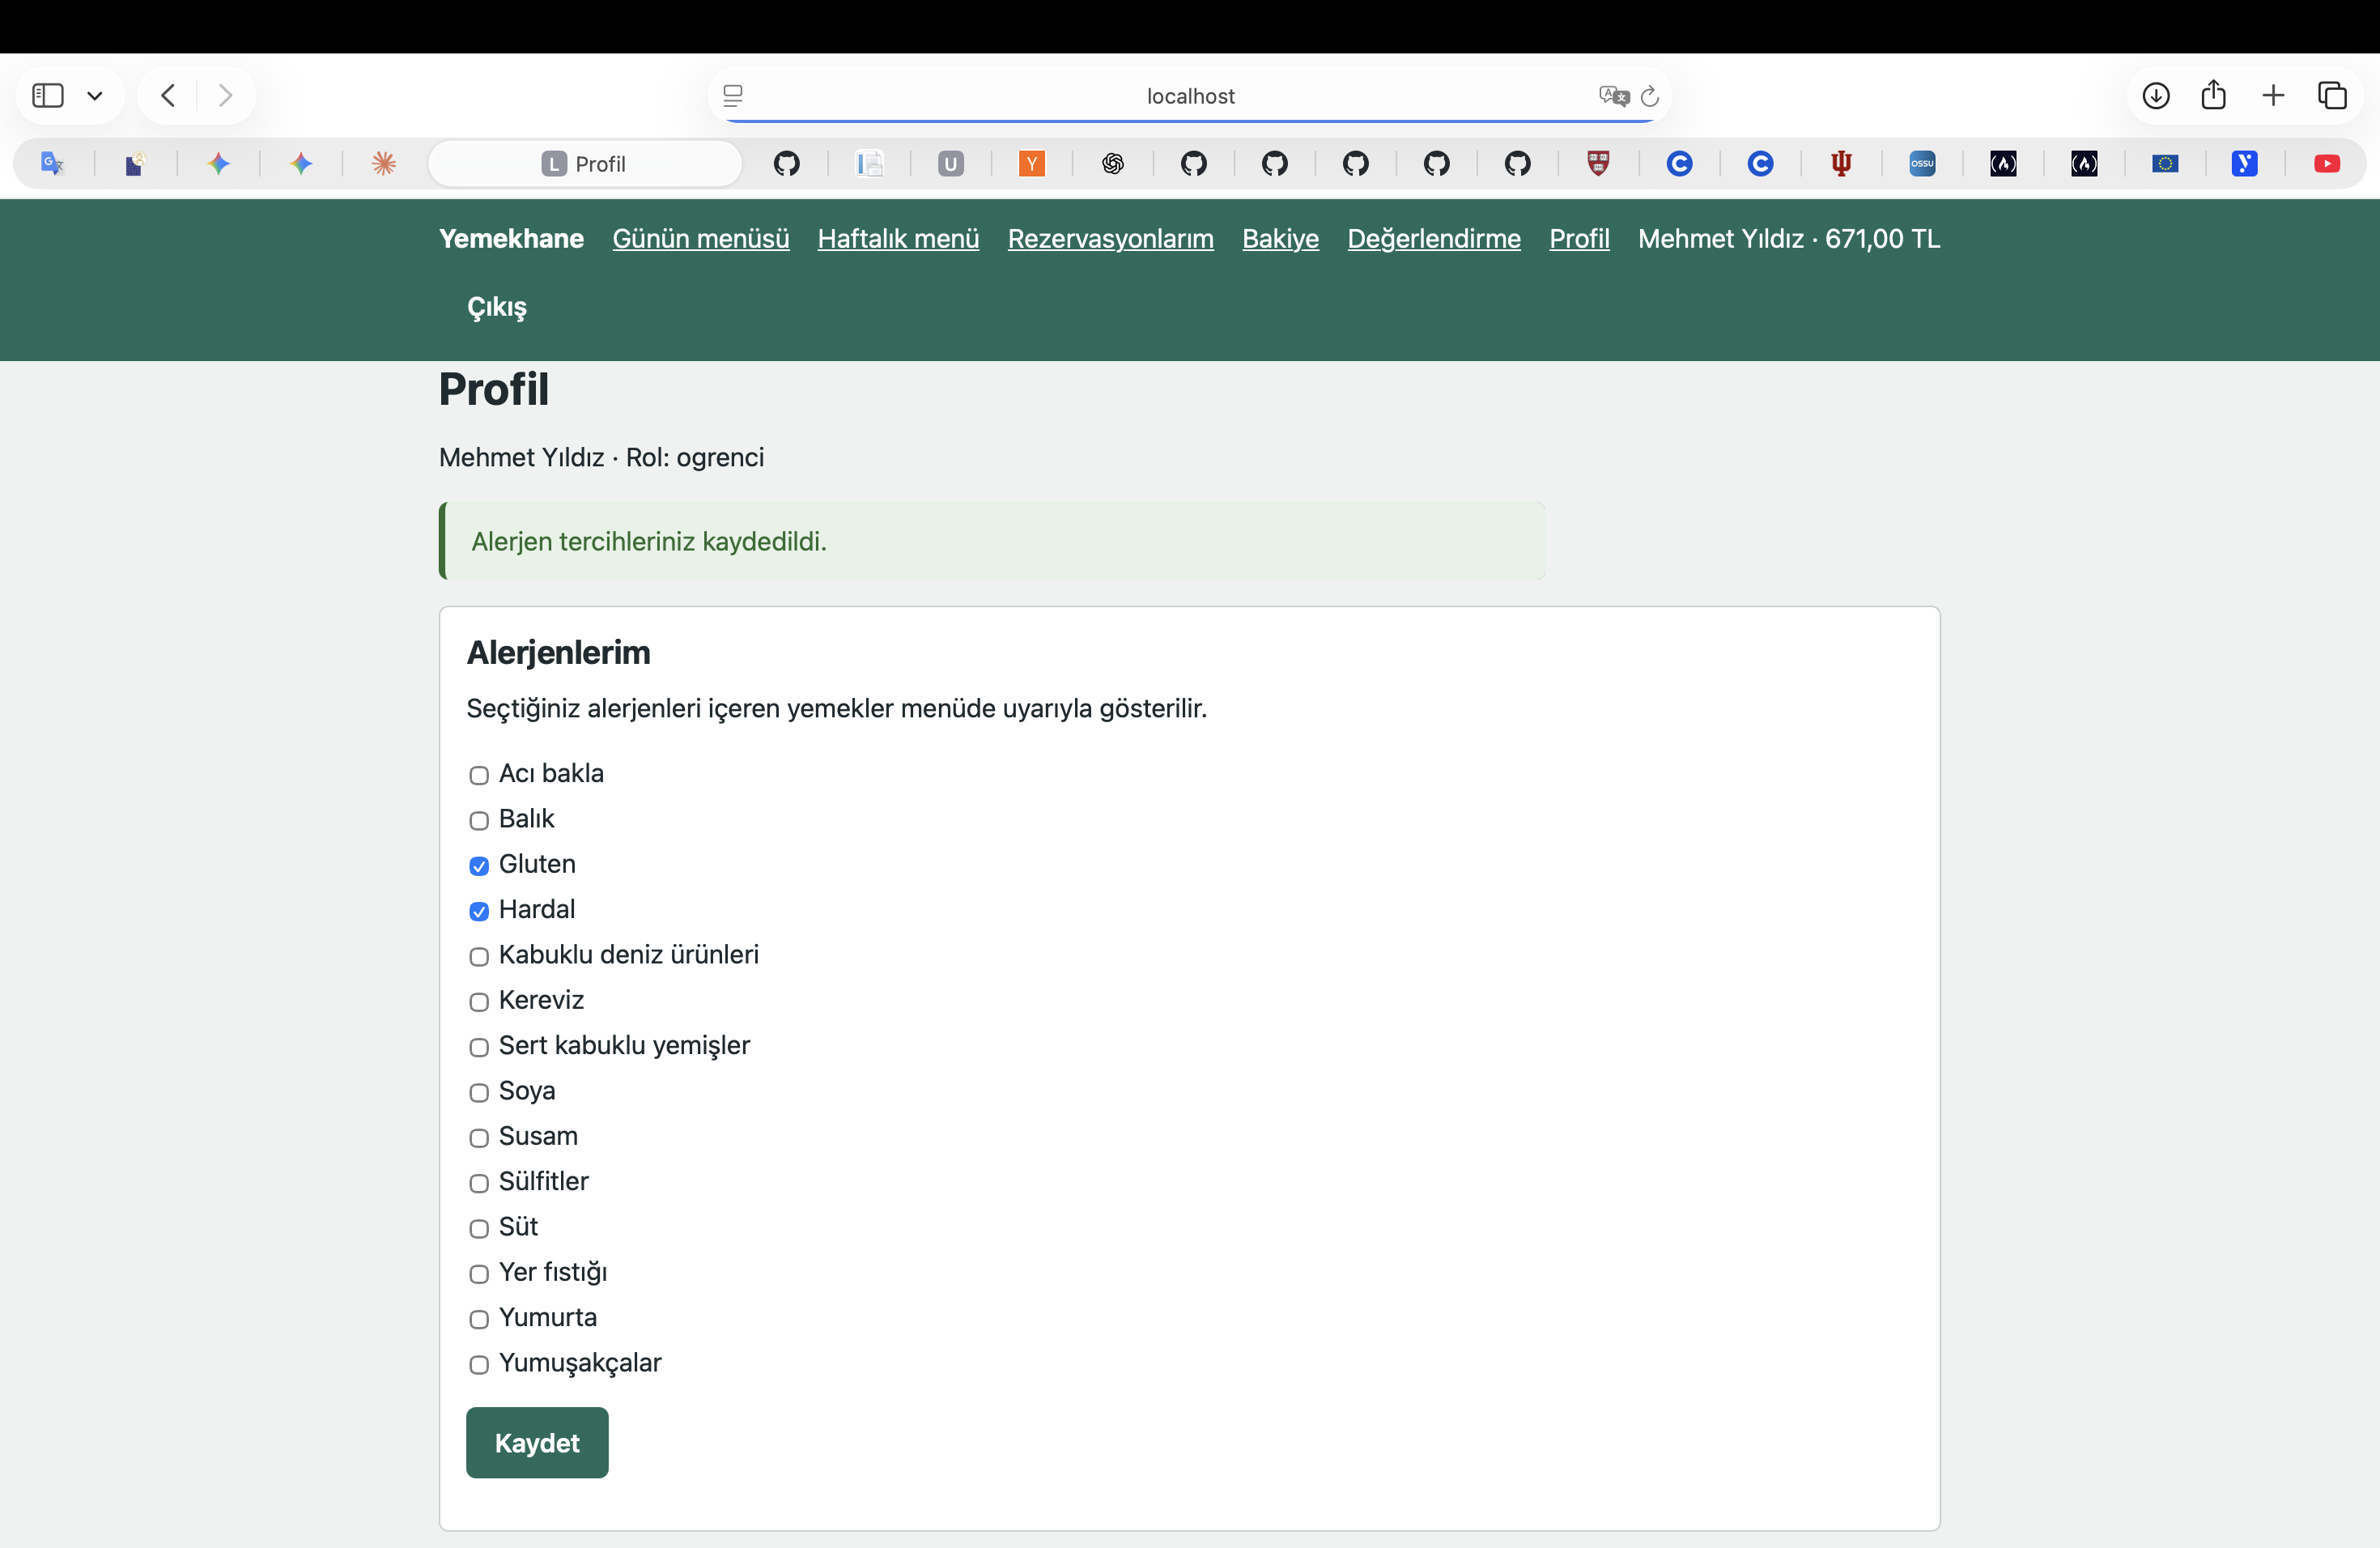 localhost
L Profil
U
Y
OSSU
Yemekhane Günün menüsü Haftalık menü Rezervasyonlarım Bakiye Değerlendirme Profil Mehmet Yıldız · 671,00 TL
Çıkış
Profil
Mehmet Yıldız · Rol: ogrenci
Alerjen tercihleriniz kaydedildi.
Alerjenlerim
Seçtiğiniz alerjenleri içeren yemekler menüde uyarıyla gösterilir.
Acı bakla
Balık
Gluten
Hardal
Kabuklu deniz ürünleri
Kereviz
Sert kabuklu yemişler
Soya
Susam
Sülfitler
Süt
Yer fıstığı
Yumurta
Yumuşakçalar
Kaydet